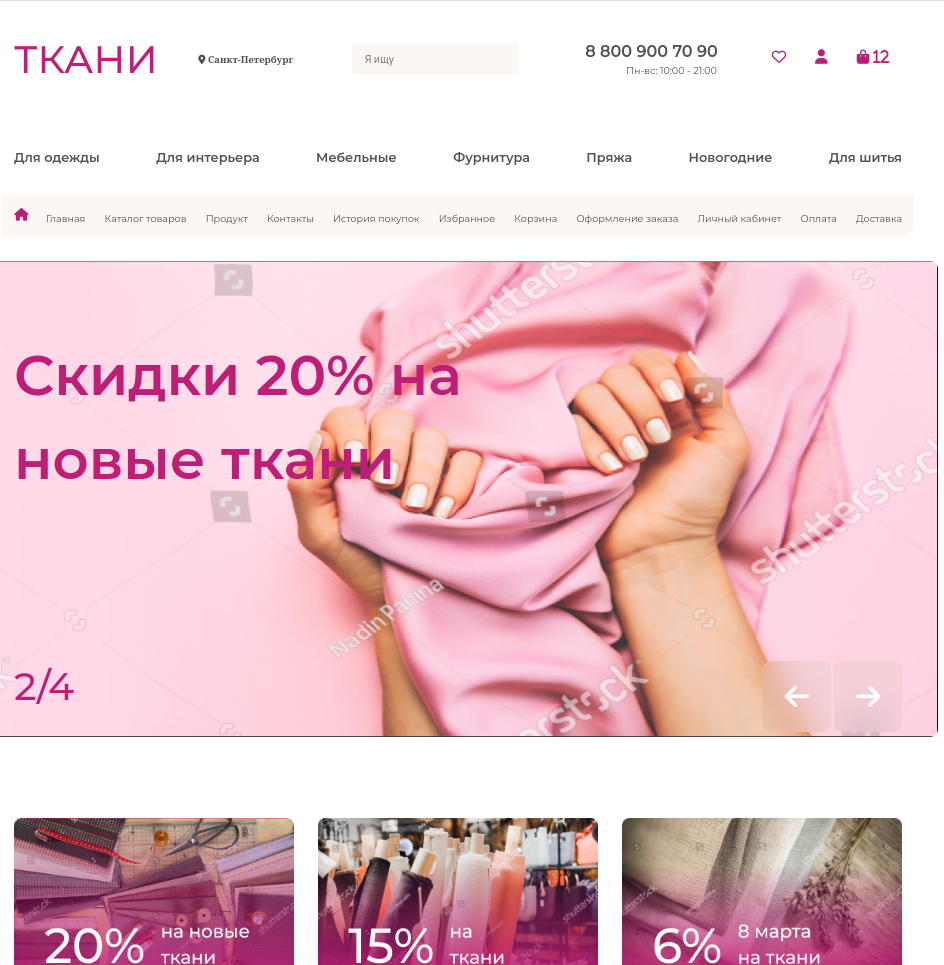 ТКАНИ
Санкт-Петербург
Я ищу
8 800 900 70 90
Пн-вс: 10:00 - 21:00
12
Для одежды Для интерьера Мебельные Фурнитура Пряжа Новогодние Для шитья
Главная Каталог товаров Продукт Контакты История покупок Избранное Корзина Оформление заказа Личный кабинет Оплата Доставка
shutterstock
Скидки 20% на
новые ткани
shutterstock
Nadin Panina
2/4
20% на новые
ткани
15% на
ткани
6% 8 марта
на ткани